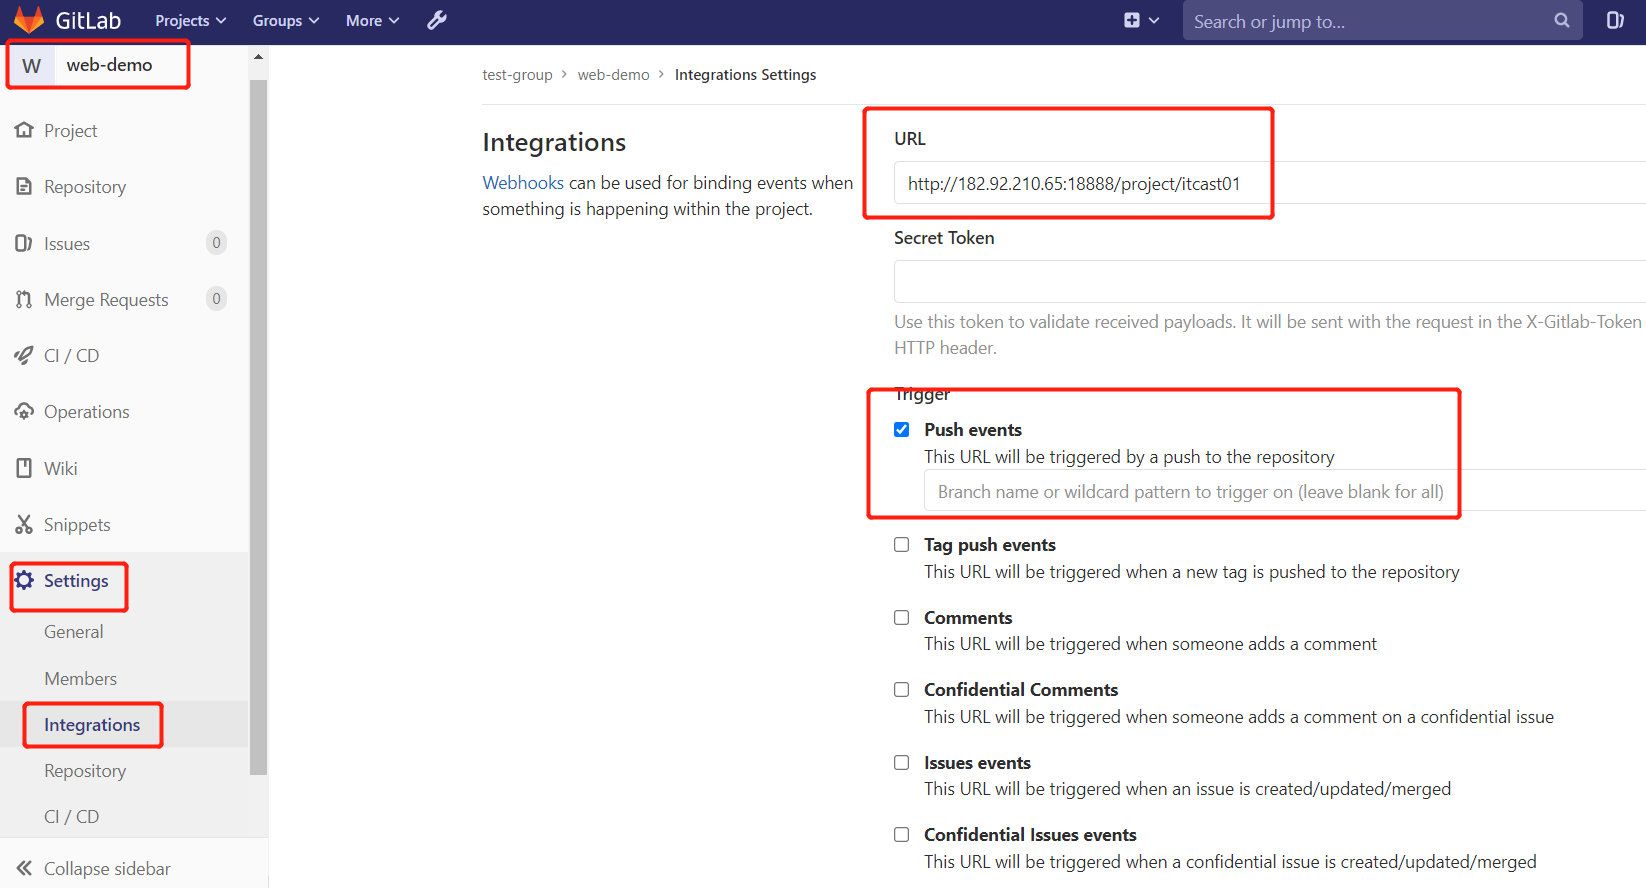 GitLab Projects Groups More Search or jump to...
W web-demo
Project
Repository
Issues 0
Merge Requests 0
CI / CD
Operations
Wiki
Snippets
Settings
General
Members
Integrations
Repository
CI / CD
Collapse sidebar
test-group > web-demo > Integrations Settings
Integrations
Webhooks can be used for binding events when
something is happening within the project.
URL
http://182.92.210.65:18888/project/itcast01
Secret Token
Use this token to validate received payloads. It will be sent with the request in the X-Gitlab-Token
HTTP header.
Trigger
Push events
This URL will be triggered by a push to the repository
Branch name or wildcard pattern to trigger on (leave blank for all)
Tag push events
This URL will be triggered when a new tag is pushed to the repository
Comments
This URL will be triggered when someone adds a comment
Confidential Comments
This URL will be triggered when someone adds a comment on a confidential issue
Issues events
This URL will be triggered when an issue is created/updated/merged
Confidential Issues events
This URL will be triggered when a confidential issue is created/updated/merged